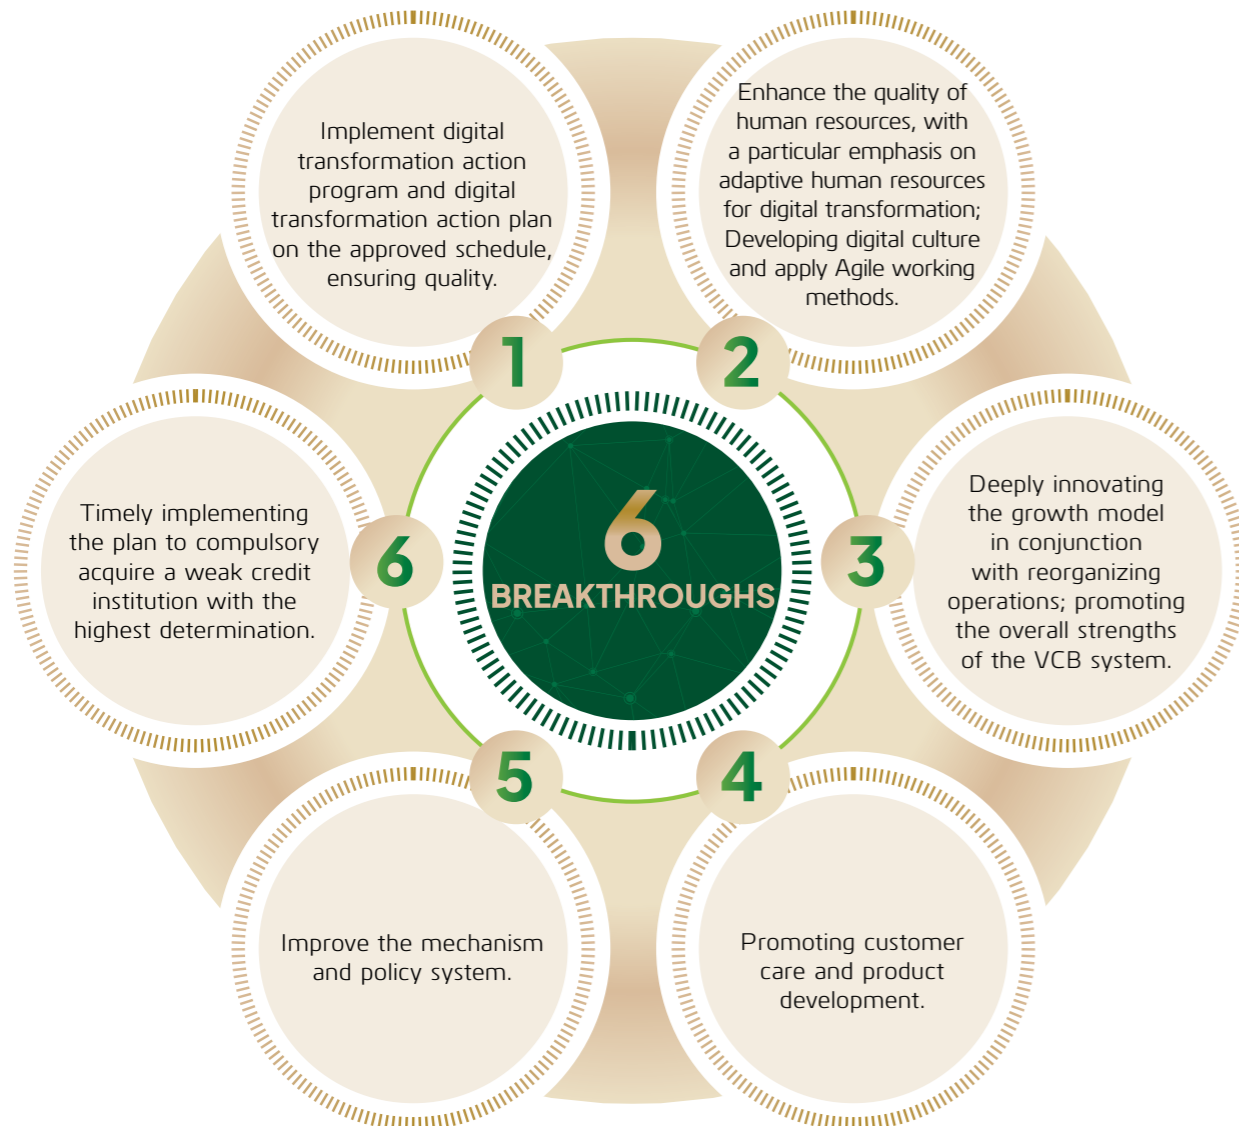 6
BREAKTHROUGHS
1
Implement digital
transformation action
program and digital
transformation action plan
on the approved schedule,
ensuring quality.
2
Enhance the quality of
human resources, with
a particular emphasis on
adaptive human resources
for digital transformation;
Developing digital culture
and apply Agile working
methods.
3
Deeply innovating
the growth model
in conjunction
with reorganizing
operations; promoting
the overall strengths
of the VCB system.
4
Promoting customer
care and product
development.
5
Improve the mechanism
and policy system.
6
Timely implementing
the plan to compulsory
acquire a weak credit
institution with the
highest determination.